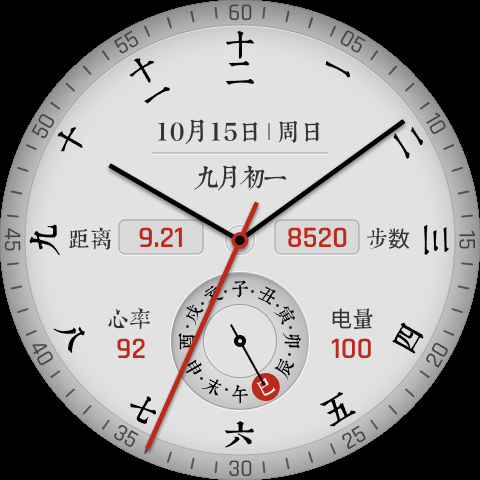 60
55
05
50
10
45
15
40
20
35
25
30
十二
十一
一
十
二
九
三
八
四
七
五
六
10月15日|周日
九月初一
距离 9.21
8520 步数
心率
92
电量
100
子·丑·寅·卯·辰·巳·午·未·申·酉·戌·亥